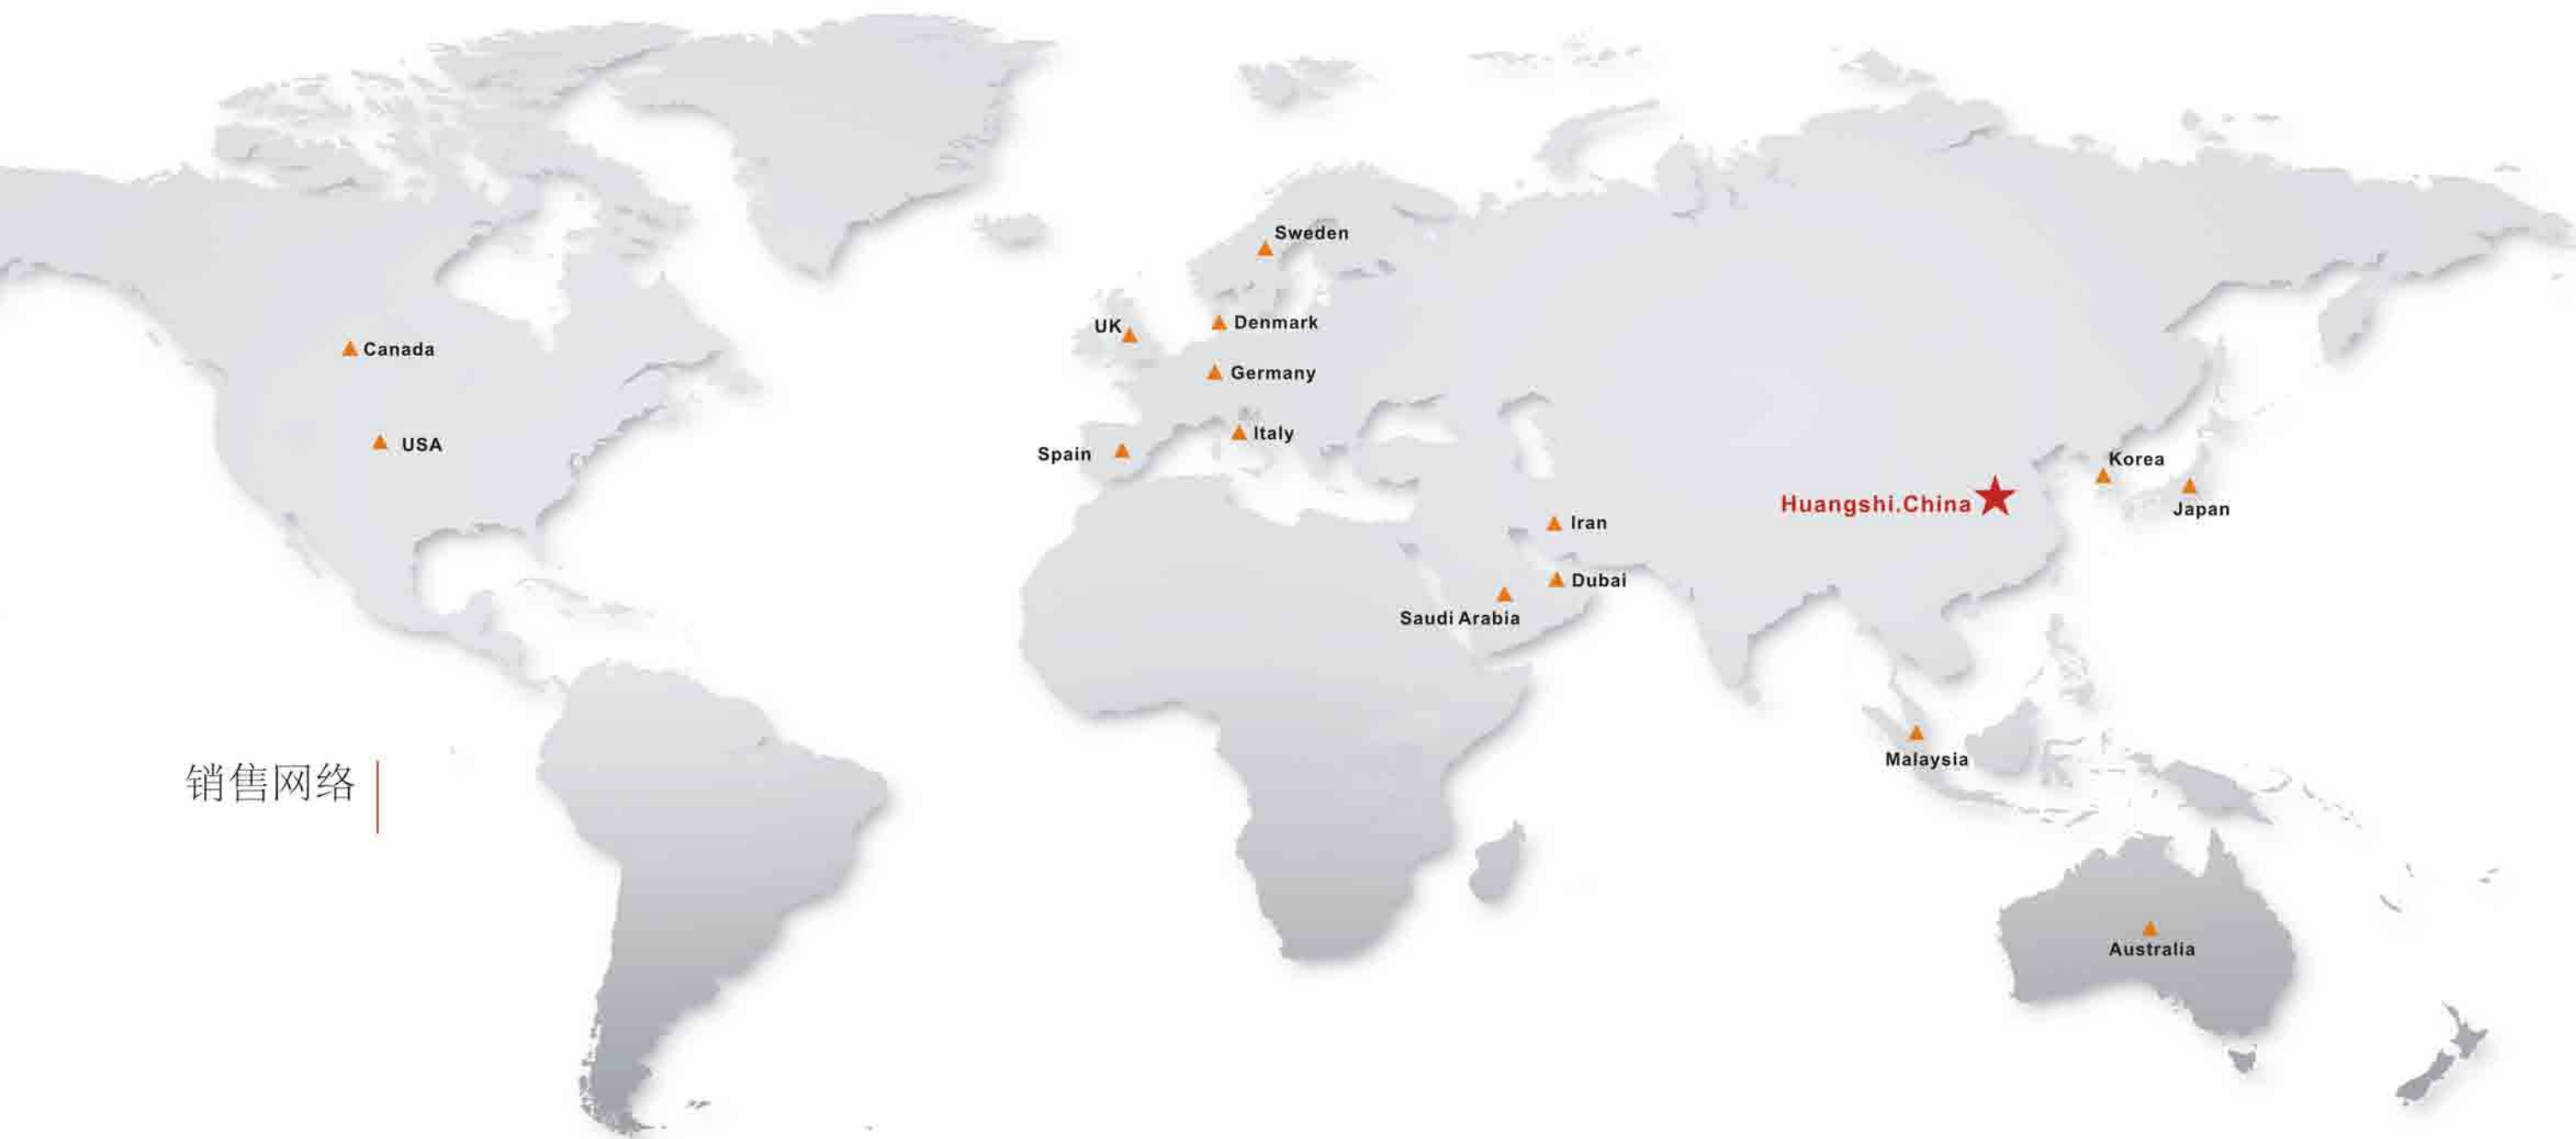 Sweden
UK
Denmark
Canada
Germany
USA
Italy
Spain
Korea
Huangshi.China
Japan
Iran
Dubai
Saudi Arabia
Malaysia
销售网络
Australia